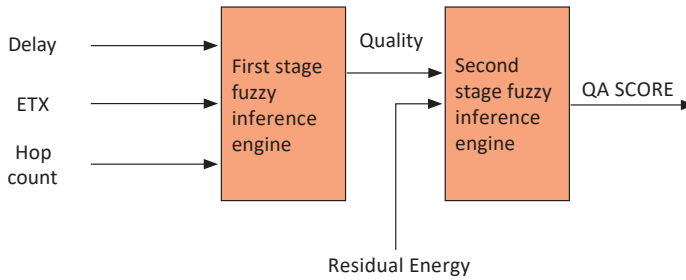 Delay
ETX
Hop
count
First stage
fuzzy
inference
engine
Quality
Second
stage fuzzy
inference
engine
QA SCORE
Residual Energy